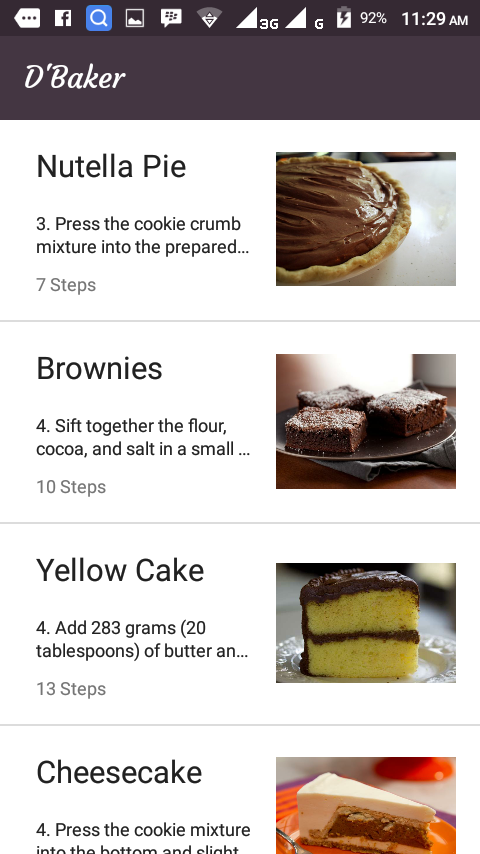 3G G 92% 11:29 AM
D'Baker
Nutella Pie
3. Press the cookie crumb
mixture into the prepared...
7 Steps
Brownies
4. Sift together the flour,
cocoa, and salt in a small ...
10 Steps
Yellow Cake
4. Add 283 grams (20
tablespoons) of butter an...
13 Steps
Cheesecake
4. Press the cookie mixture
into the bottom and slight